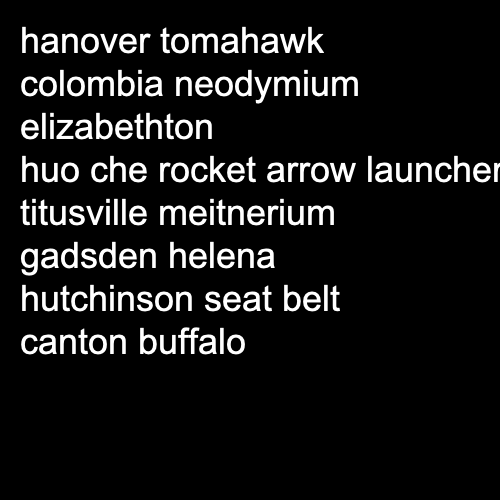 hanover tomahawk
colombia neodymium
elizabethton
huo che rocket arrow launcher
titusville meitnerium
gadsden helena
hutchinson seat belt
canton buffalo